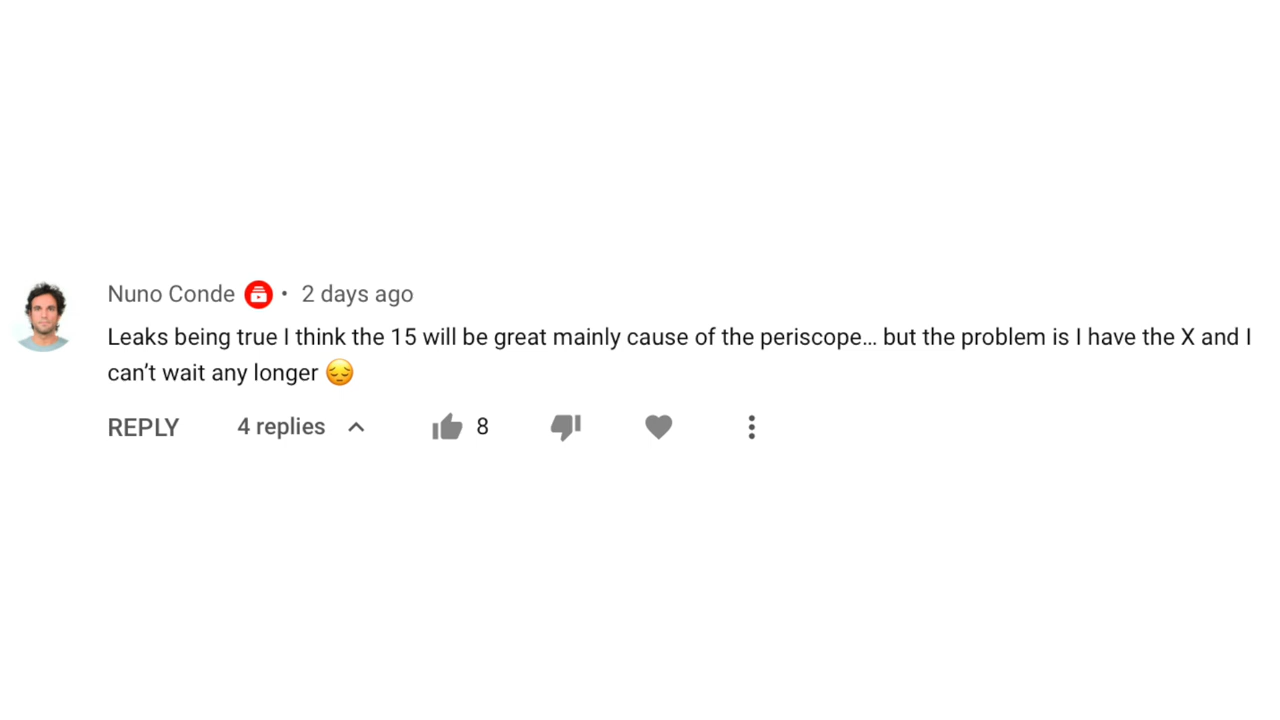 Nuno Conde • 2 days ago
Leaks being true I think the 15 will be great mainly cause of the periscope... but the problem is I have the X and I
can’t wait any longer 😔
REPLY 4 replies 8